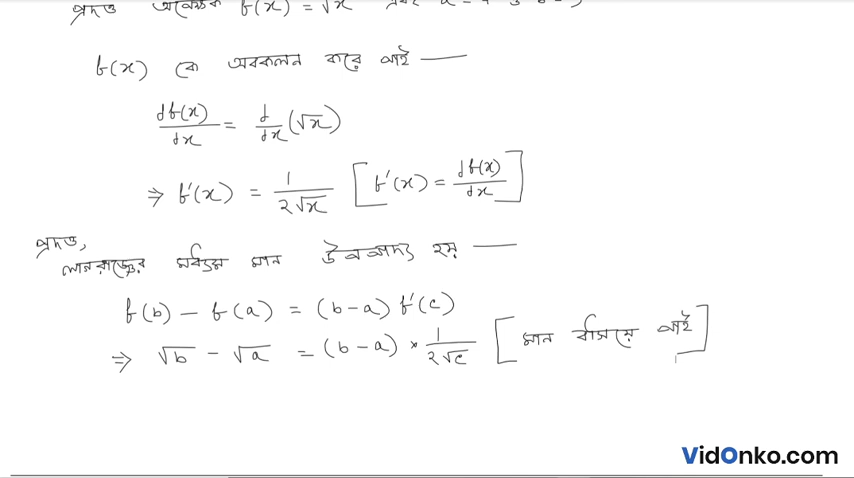 প্রদত্ত অপেক্ষক f(x) = √x এবং
f(x) কে অবকলন করে পাই —
df(x)/dx = d/dx (√x)
⇒ f'(x) = 1/2√x [f'(x) = df(x)/dx]
প্রদত্ত,
লাগরাঞ্জের মধ্যম মান উপপাদ্য হয় —
f(b) - f(a) = (b-a) f'(c)
⇒ √b - √a = (b-a) × 1/2√c [মান বসিয়ে পাই]
VidOnko.com